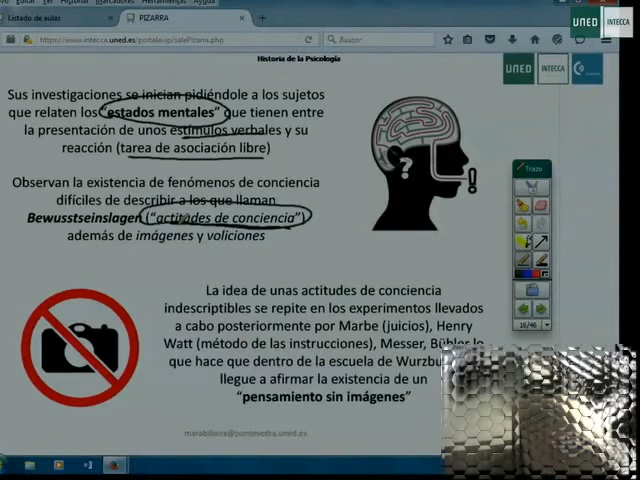 Editar Ver Historial Marcadores Herramientas Ayuda
Listado de aulas
PIZARRA
https://www.intecca.uned.es/portalavip/salaPizarra.php
Buscar
UNED INTECCA
Historia de la Psicología
UNED INTECCA
Sus investigaciones se inician pidiéndole a los sujetos
que relaten los "estados mentales" que tienen entre
la presentación de unos estímulos verbales y su
reacción (tarea de asociación libre)
Trazo
Observan la existencia de fenómenos de conciencia
difíciles de describir a los que llaman
Bewusstseinslagen ("actitudes de conciencia")
además de imágenes y voliciones
? !
La idea de unas actitudes de conciencia
indescriptibles se repite en los experimentos llevados
a cabo posteriormente por Marbe (juicios), Henry
Watt (método de las instrucciones), Messer, Bühler lo
que hace que dentro de la escuela de Wurzbu
llegue a afirmar la existencia de un
"pensamiento sin imágenes"
16/46
marabilleira@pontevedra.uned.es